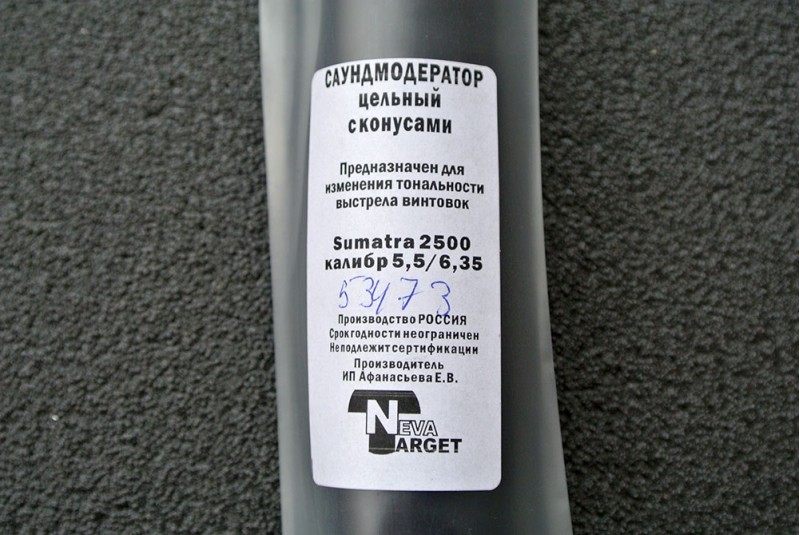 САУНДМОДЕРАТОР
цельный
с конусами
Предназначен для
изменения тональности
выстрела винтовок
Sumatra 2500
калибр 5,5/6,35
53473
Производство РОССИЯ
Срок годности неограничен
Не подлежит сертификации
Производитель
ИП Афанасьева Е.В.
NEVA
TARGET